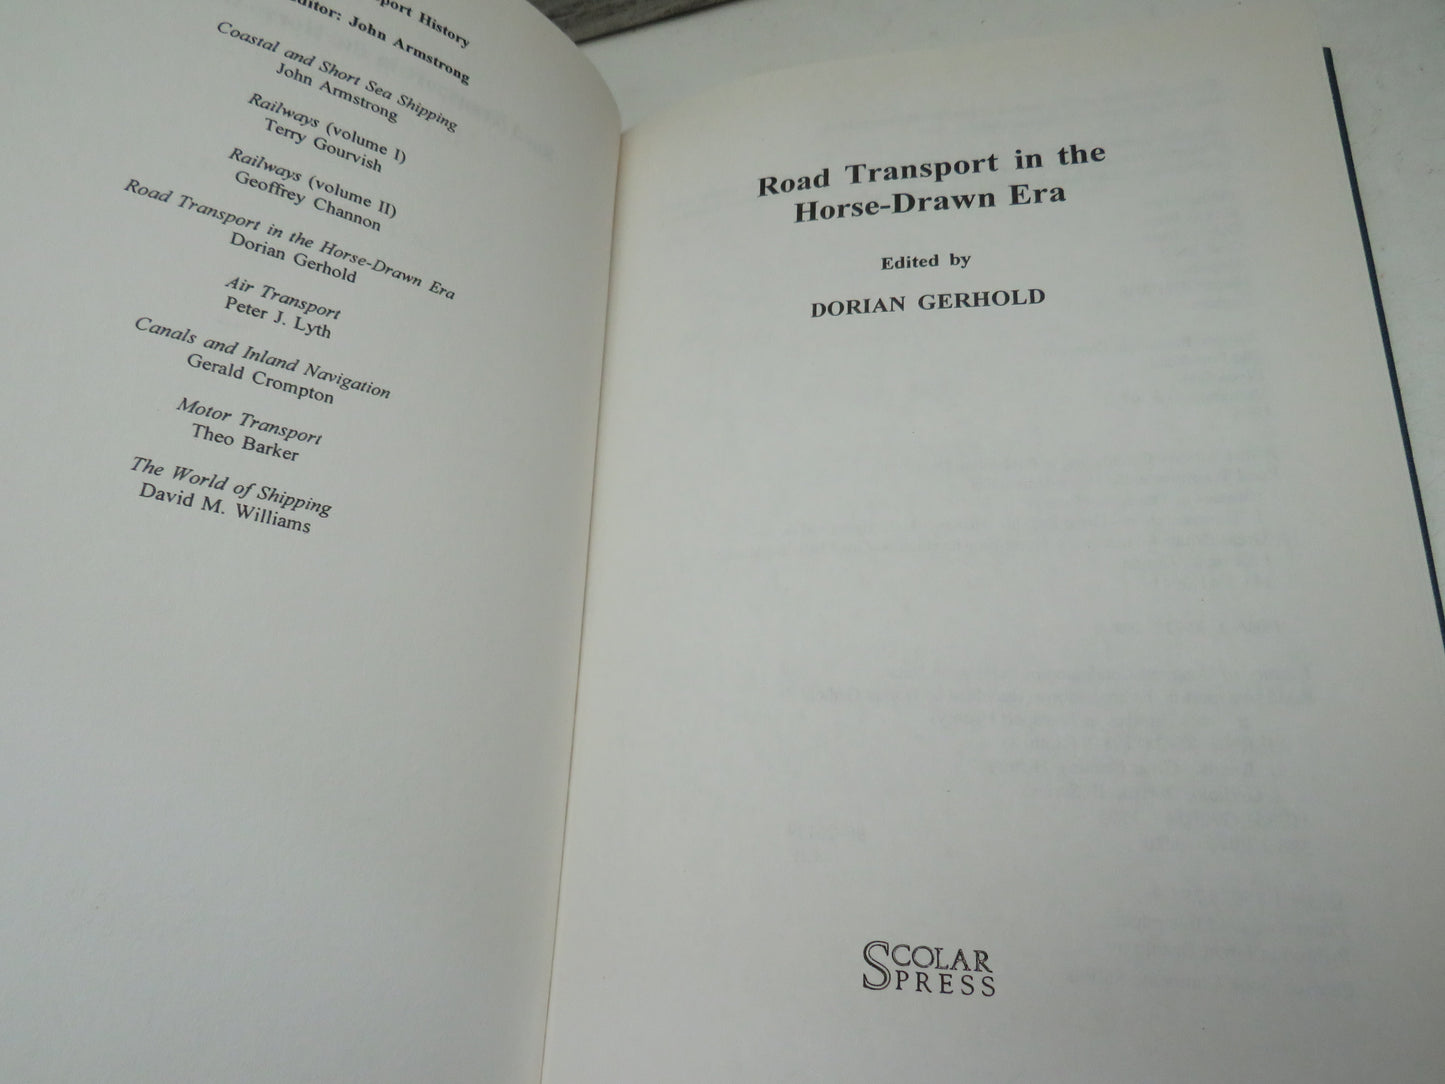 History
Editor: John Armstrong
Coastal and Short Sea Shipping
John Armstrong
Railways (volume I)
Terry Gourvish
Railways (volume II)
Geoffrey Channon
Road Transport in the Horse-Drawn Era
Dorian Gerhold
Air Transport
Peter J. Lyth
Canals and Inland Navigation
Gerald Crompton
Motor Transport
Theo Barker
The World of Shipping
David M. Williams
Road Transport in the
Horse-Drawn Era
Edited by
DORIAN GERHOLD
SCOLAR
PRESS